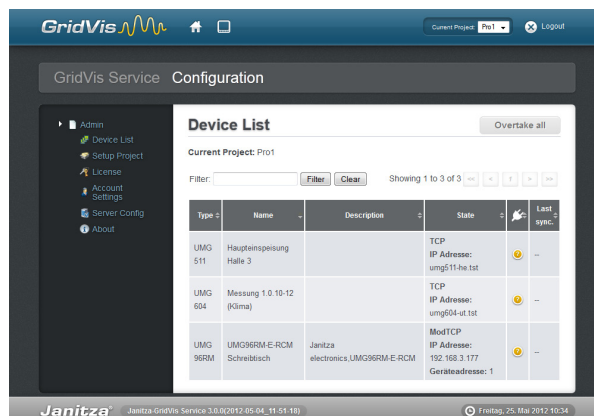 GridVis
Current Project: Pro1
Logout
GridVis Service Configuration
Admin
Device List
Setup Project
License
Account
Settings
Server Config
About
Device List
Overtake all
Current Project: Pro1
Filter: Filter Clear Showing 1 to 3 of 3 << < 1 > >>
Type Name Description State Last
sync.
UMG
511
Haupteinspeisung
Halle 3
TCP
IP Adresse:
umg511-he.tst
--
UMG
604
Messung 1.0.10-12
(Klima)
TCP
IP Adresse:
umg604-ut.tst
--
UMG
96RM
UMG96RM-E-RCM
Schreibtisch
Janitza
electronics,UMG96RM-E-RCM
ModTCP
IP Adresse:
192.168.3.177
Geräteadresse: 1
--
Janitza Janitza GridVis Service 3.0.0(2012-05-04_11-51-18) Freitag, 25. Mai 2012 10:34